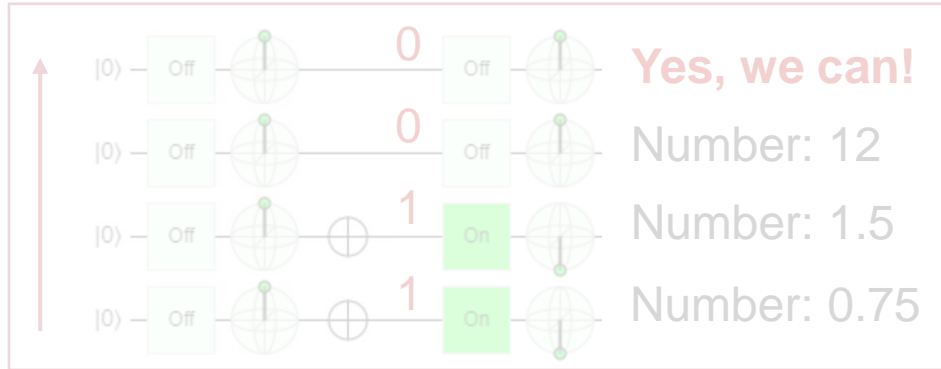 |0⟩ Off 0 Off Yes, we can!
|0⟩ Off 0 Off Number: 12
|0⟩ Off 1 On Number: 1.5
|0⟩ Off 1 On Number: 0.75